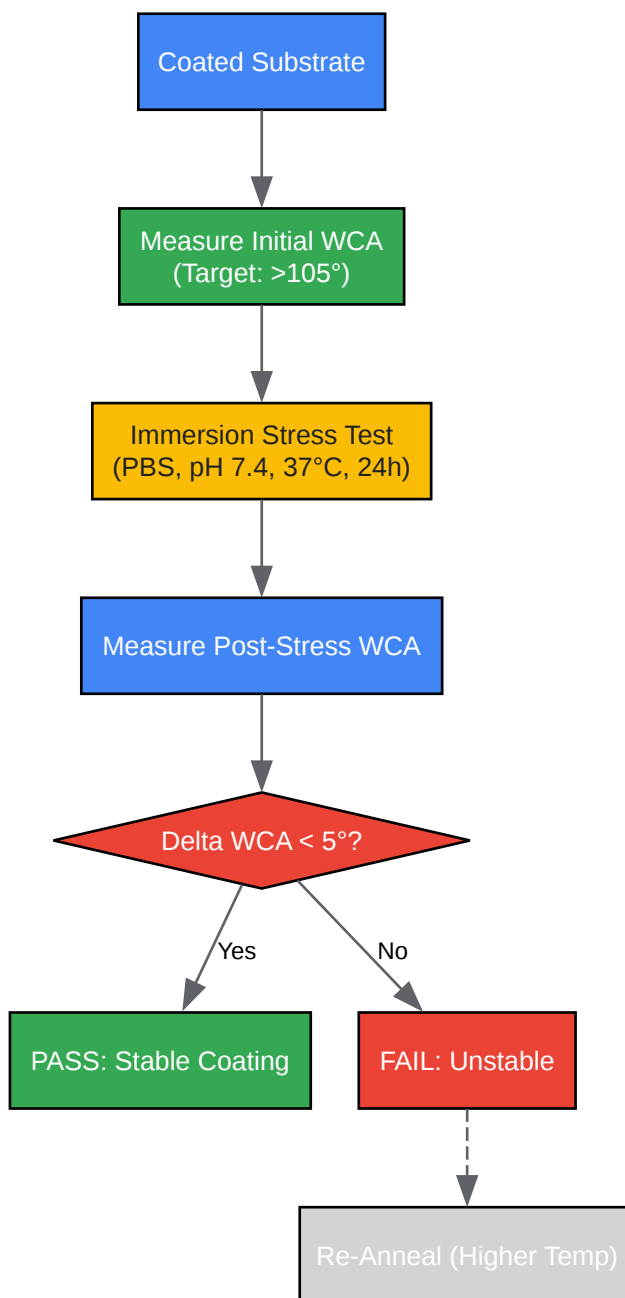 Coated Substrate
Measure Initial WCA
(Target: >105°)
Immersion Stress Test
(PBS, pH 7.4, 37°C, 24h)
Measure Post-Stress WCA
Delta WCA < 5°?
Yes
No
PASS: Stable Coating
FAIL: Unstable
Re-Anneal (Higher Temp)